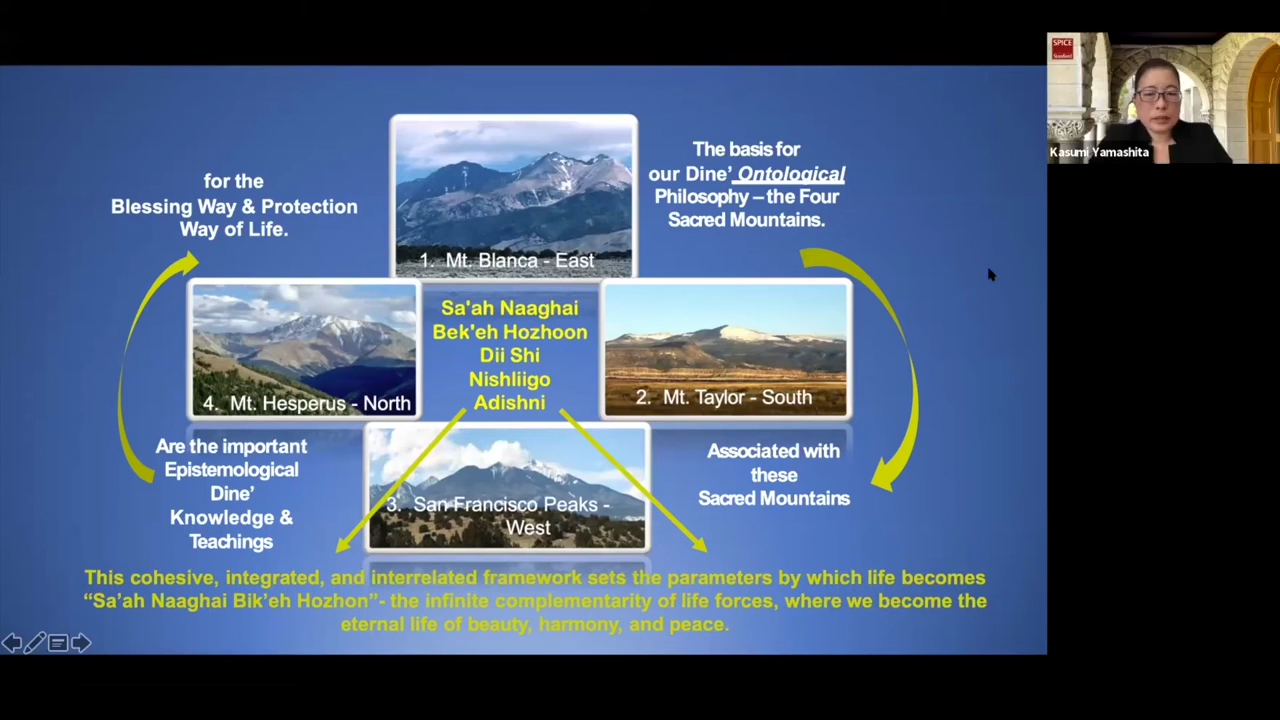 The basis for
our Dine' Ontological
Philosophy – the Four
Sacred Mountains.
for the
Blessing Way & Protection
Way of Life.
1. Mt. Blanca - East
Sa'ah Naaghai
Bek'eh Hozhoon
Dii Shi
Nishliigo
Adishni
4. Mt. Hesperus - North
2. Mt. Taylor - South
Are the important
Epistemological
Dine'
Knowledge &
Teachings
Associated with
these
Sacred Mountains
3. San Francisco Peaks -
West
This cohesive, integrated, and interrelated framework sets the parameters by which life becomes
“Sa’ah Naaghai Bik’eh Hozhon”- the infinite complementarity of life forces, where we become the
eternal life of beauty, harmony, and peace.
SPICE
Stanford
Kasumi Yamashita